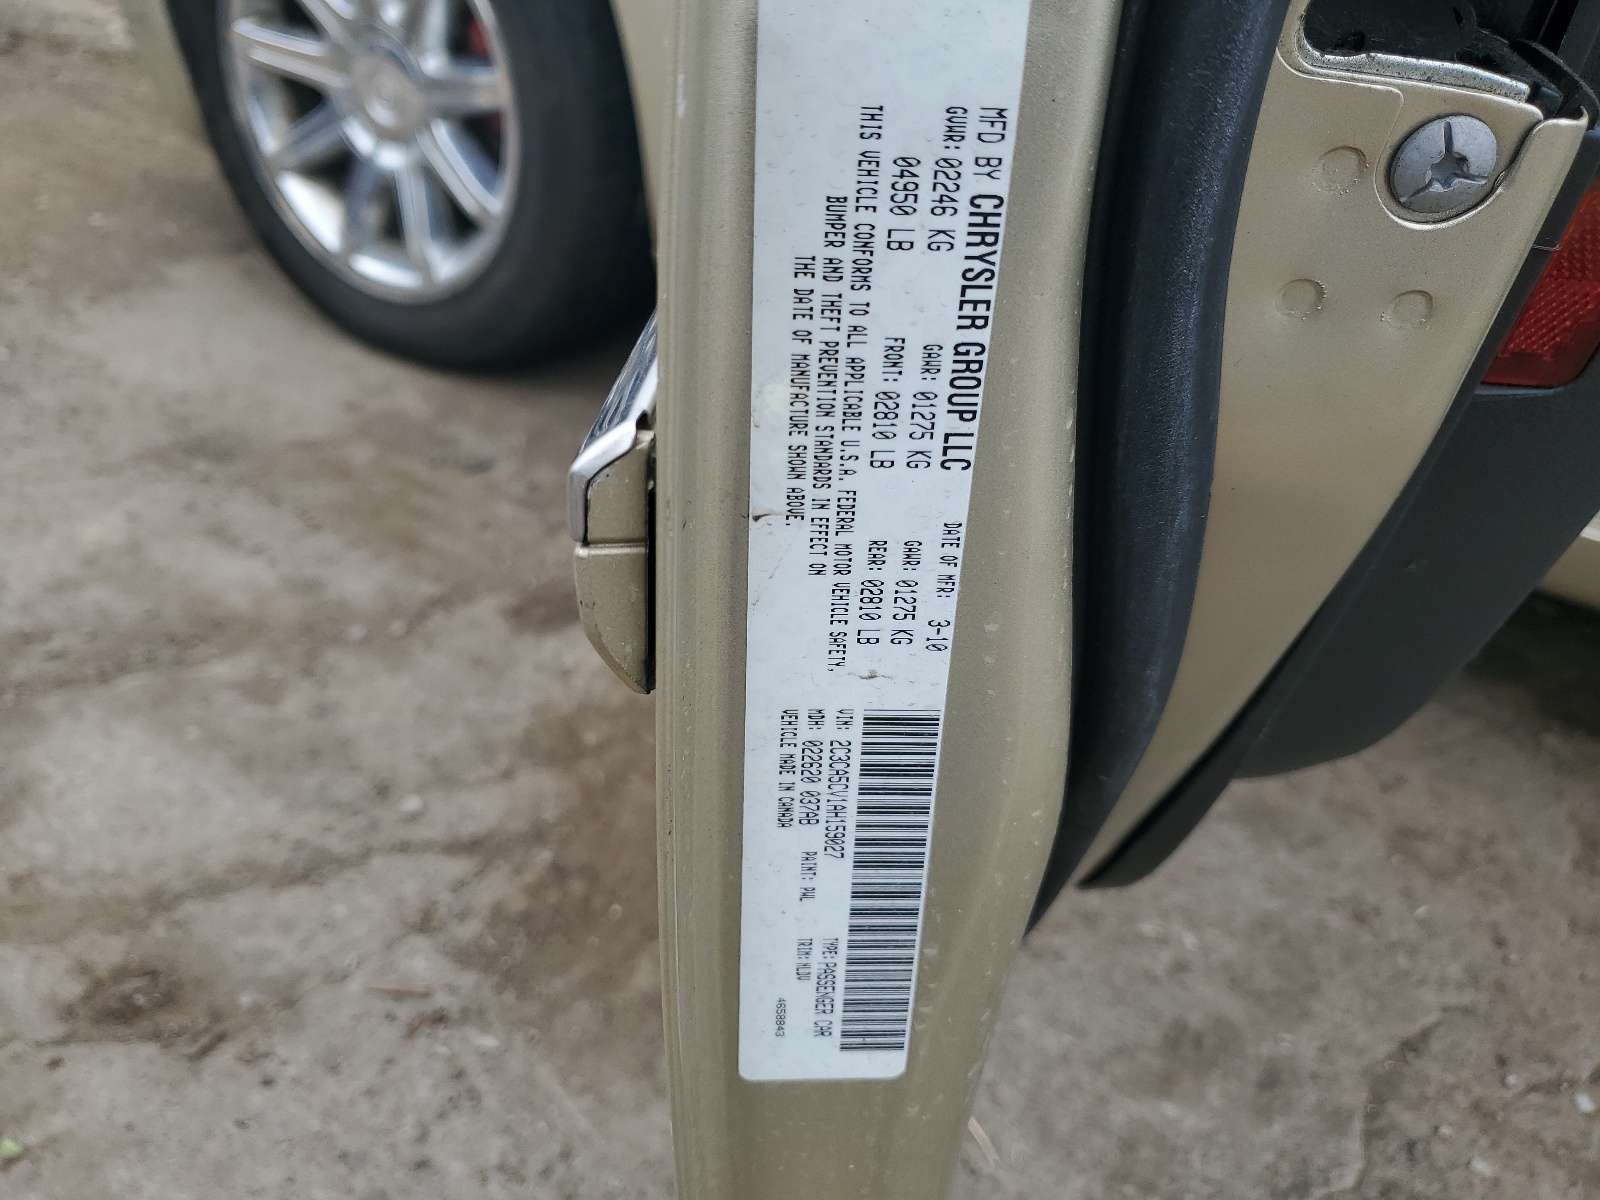 MFD BY CHRYSLER GROUP LLC DATE OF MFR: 3-10
GVWR: 02246 KG GAWR: 01275 KG GAWR: 01275 KG
04950 LB FRONT: 02810 LB REAR: 02810 LB
THIS VEHICLE CONFORMS TO ALL APPLICABLE U.S.A. FEDERAL MOTOR VEHICLE SAFETY,
BUMPER AND THEFT PREVENTION STANDARDS IN EFFECT ON
THE DATE OF MANUFACTURE SHOWN ABOVE.
VIN: 2C3CA5CV1AH159027 TYPE: PASSENGER CAR
MDH: 022620 037AB PAINT: PWL TRIM: MLDV
VEHICLE MADE IN CANADA 4658843